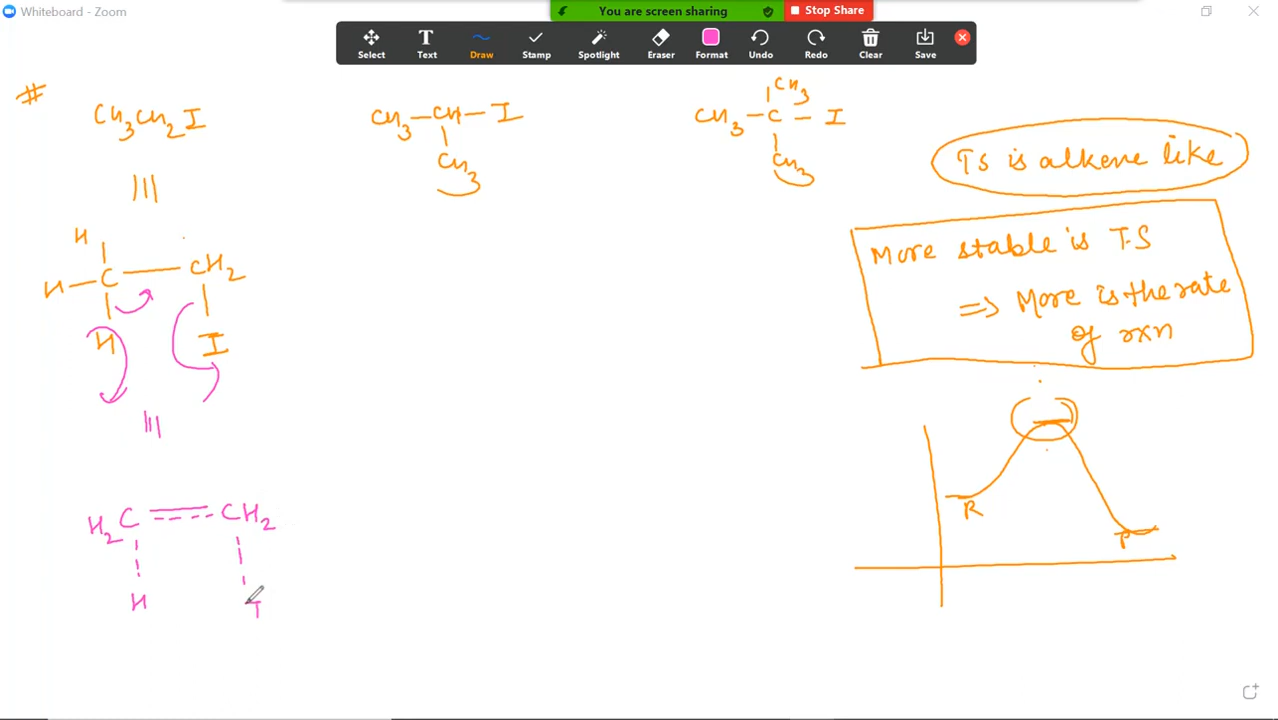 Whiteboard - Zoom
You are screen sharing
Stop Share
Select
Text
Draw
Stamp
Spotlight
Eraser
Format
Undo
Redo
Clear
Save
#
CH3CH2I
CH3–CH–I
CH3
CH3
CH3–C–I
CH3
TS is alkene like
|||
H
H–C–CH2
H
I
More stable is T.S
⇒ More is the rate
of rxn
|||
R
P
H2C=CH2
H
I